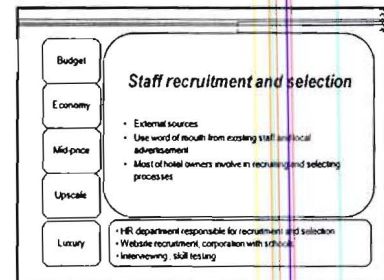 Budget
Economy
Mid-price
Upscale
Luxury
Staff recruitment and selection
• External sources
• Use word of mouth from existing staff and local
advertisement
• Most of hotel owners involve in recruiting and selecting
processes
• HR department responsible for recruitment and selection
• Website recruitment, corporation with schools
• Interviewing, skill testing